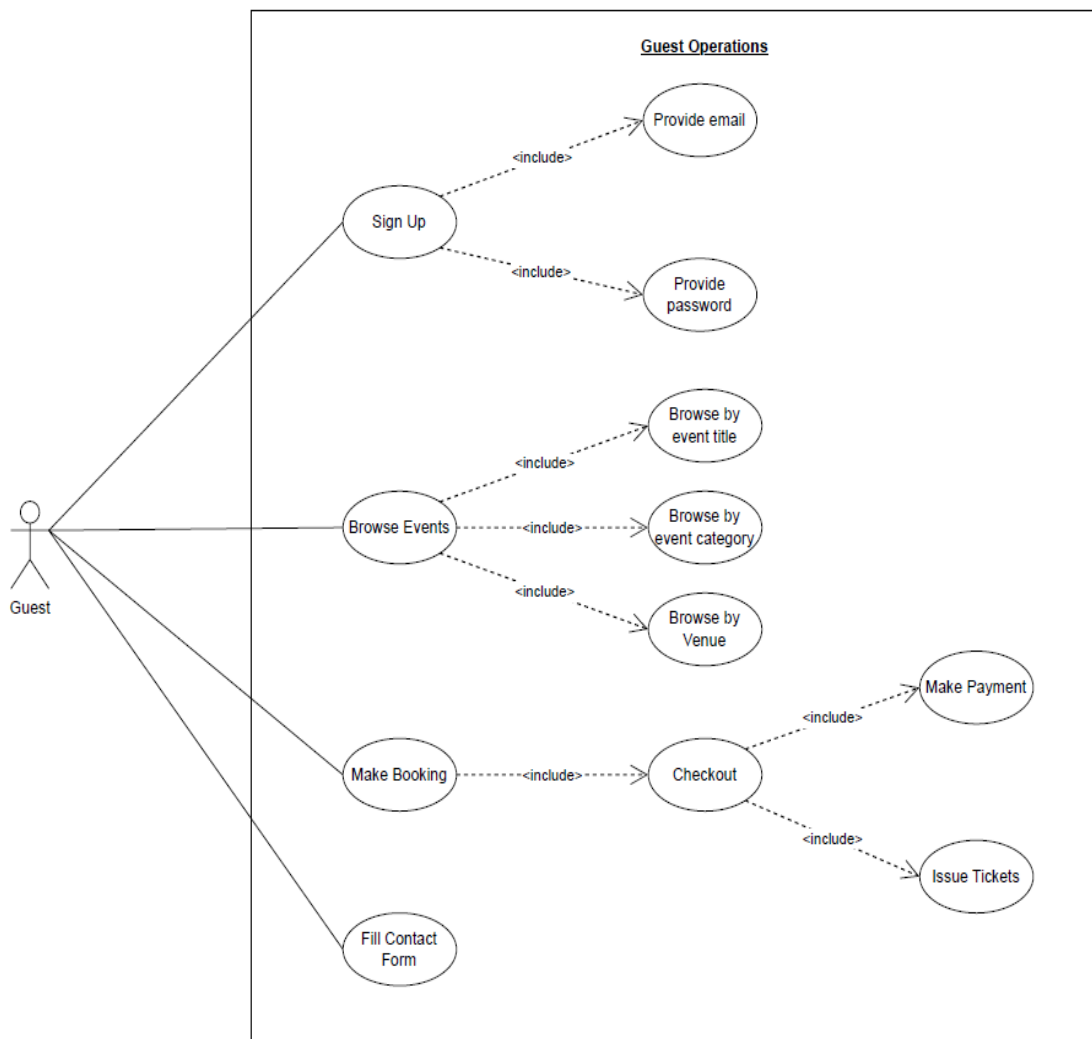 Guest Operations
Provide email
<include>
Sign Up
<include>
Provide
password
Browse by
event title
<include>
Browse Events
<include>
Browse by
event category
<include>
Browse by
Venue
Guest
Make Payment
<include>
Make Booking
<include>
Checkout
<include>
Issue Tickets
Fill Contact
Form